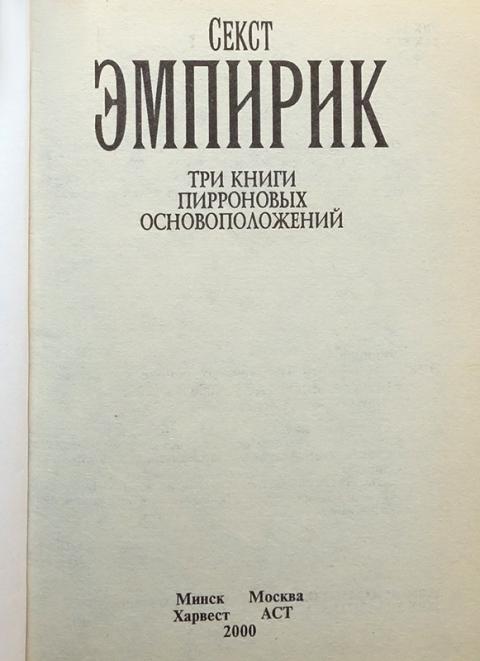 Секст
ЭМПИРИК
ТРИ КНИГИ
ПИРРОНОВЫХ
ОСНОВОПОЛОЖЕНИЙ
Минск Москва
Харвест АСТ
2000